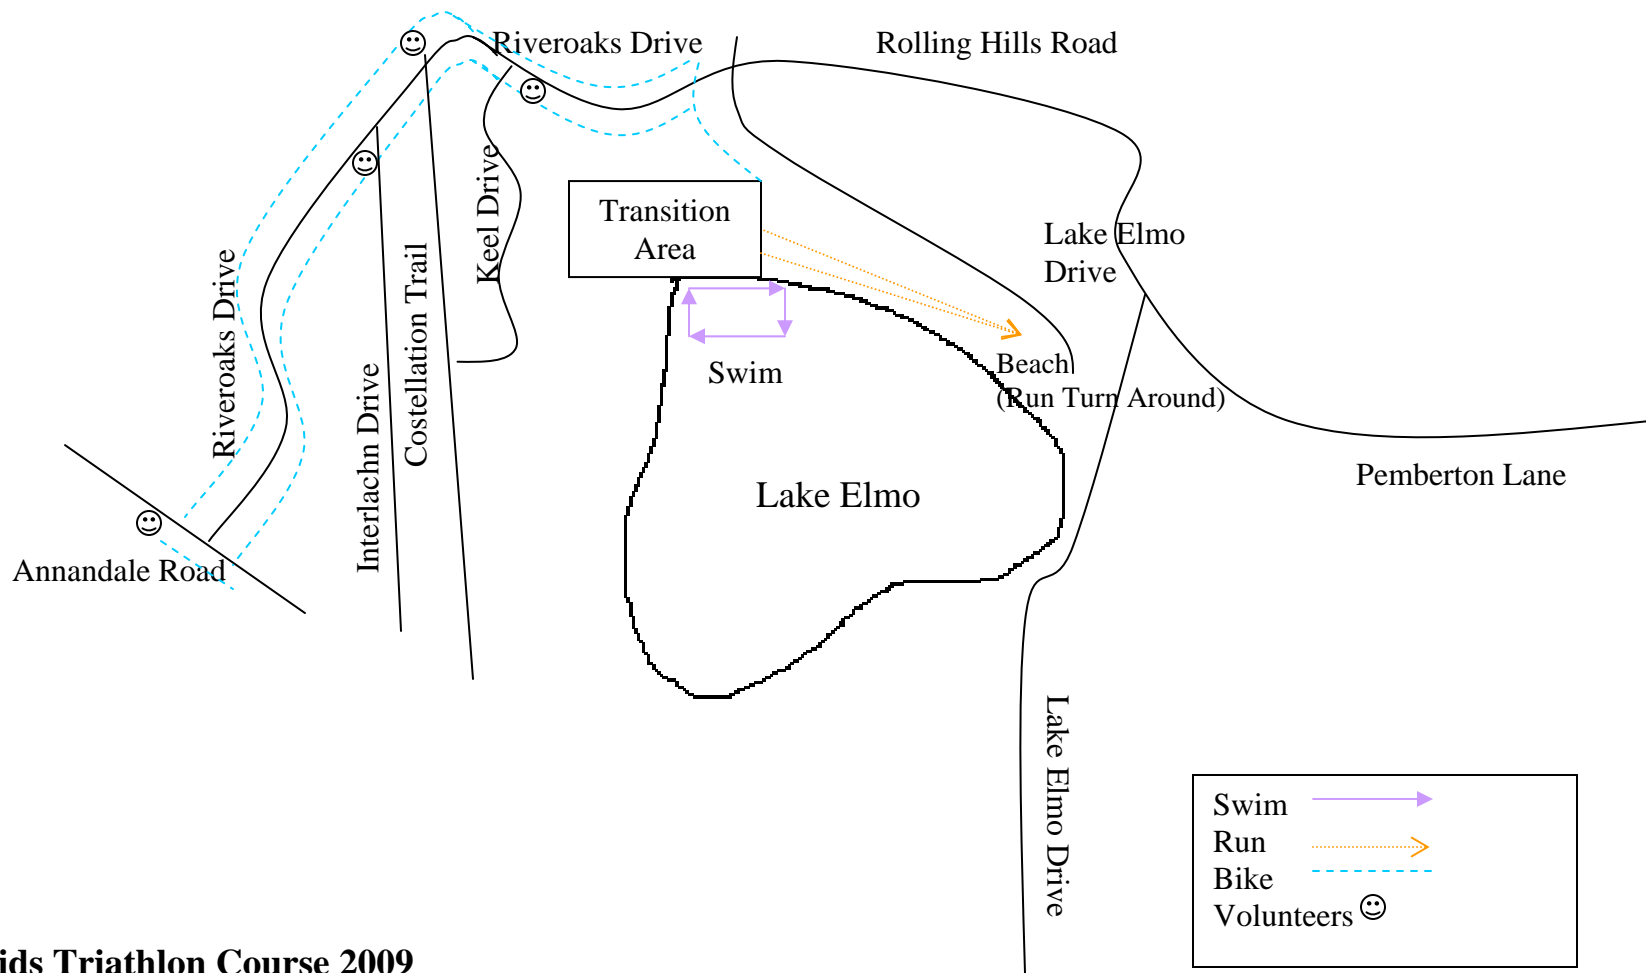 Riveroaks Drive
Rolling Hills Road
Transition
Area
Lake Elmo
Drive
Keel Drive
Riveroaks Drive
Costellation Trail
Interlachn Drive
Swim
Beach
(Run Turn Around)
Lake Elmo
Pemberton Lane
Annandale Road
Lake Elmo Drive
Swim
Run
Bike
Volunteers
ids Triathlon Course 2009